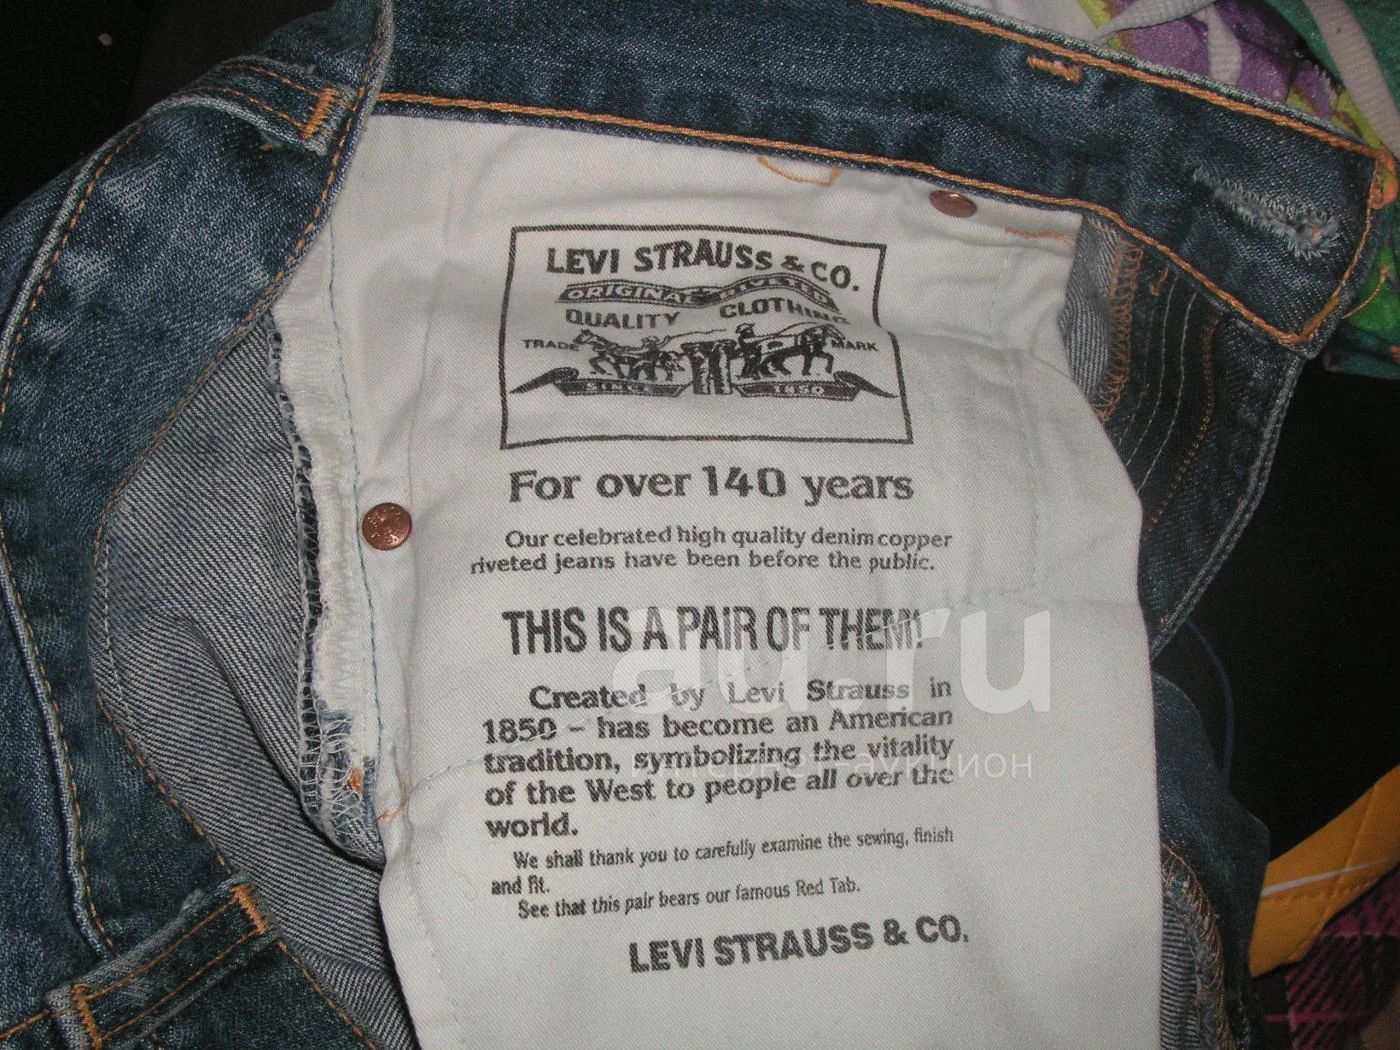 LEVI STRAUSS & CO.
ORIGINAL RIVETED
QUALITY CLOTHING
TRADE MARK
SINCE 1850
For over 140 years
Our celebrated high quality denim copper
riveted jeans have been before the public.
THIS IS A PAIR OF THEM!
au.ru
Created by Levi Strauss in
1850 – has become an American
tradition, symbolizing the vitality
интернет-аукцион
of the West to people all over the
world.
We shall thank you to carefully examine the sewing, finish
and fit.
See that this pair bears our famous Red Tab.
LEVI STRAUSS & CO.